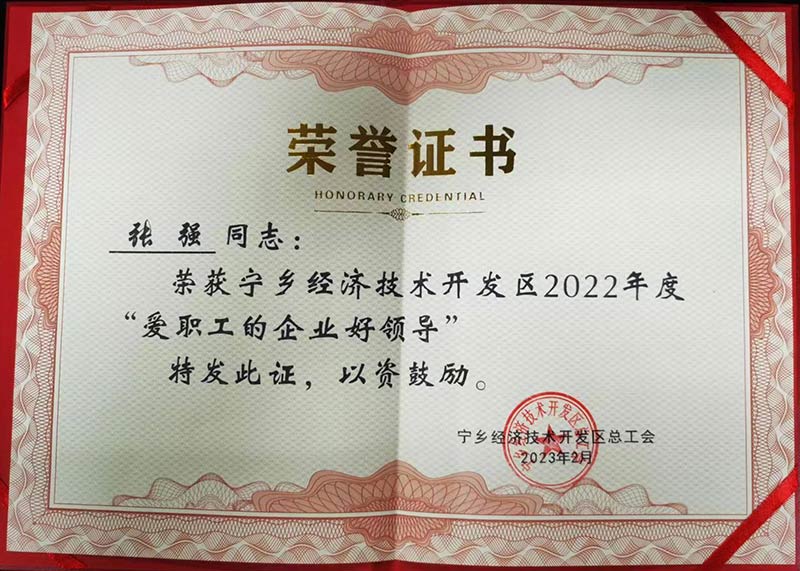 荣誉证书
HONORARY CREDENTIAL
张 强 同志：
荣获宁乡经济技术开发区2022年度
“爱职工的企业好领导”
特发此证，以资鼓励。
宁乡经济技术开发区总工会
2023年2月